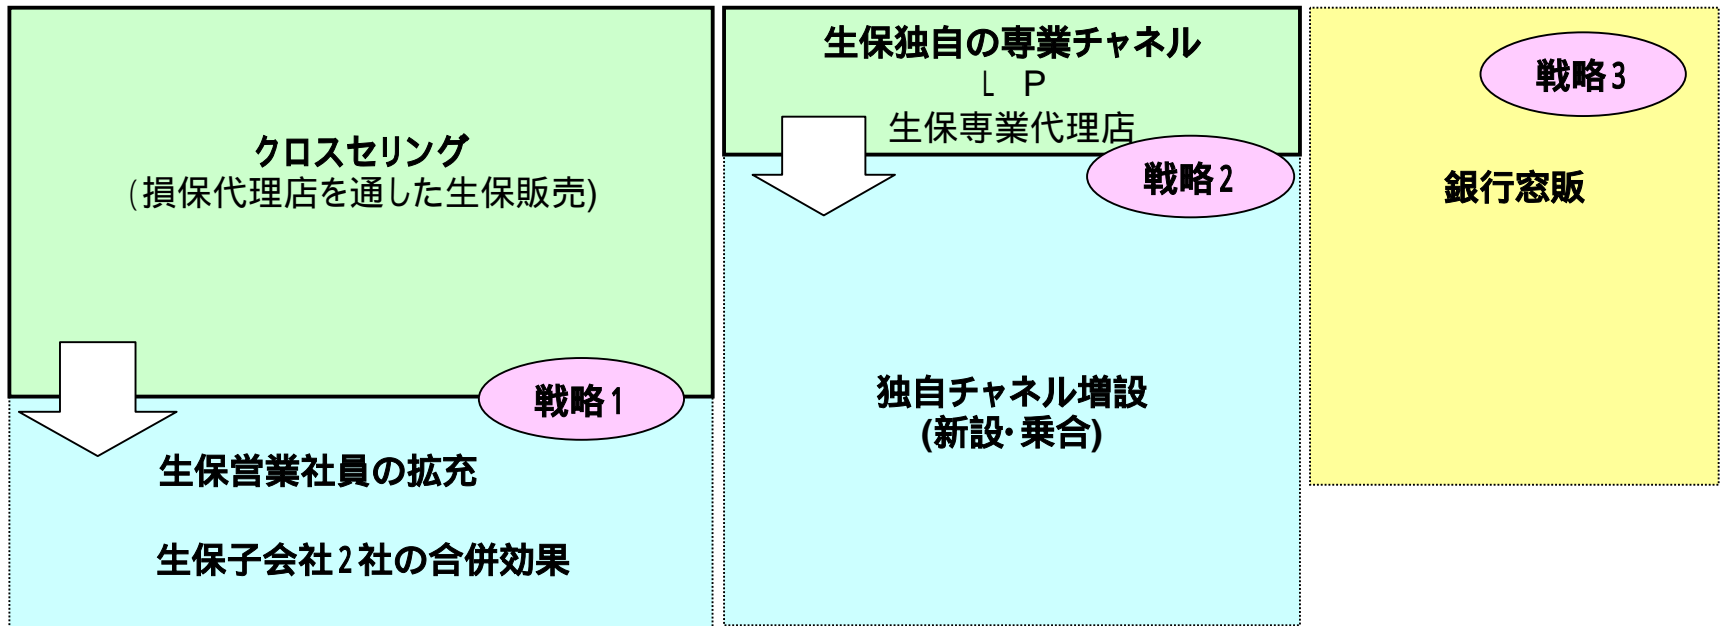 クロスセリング
(損保代理店を通した生保販売)
戦略1
生保営業社員の拡充
生保子会社2社の合併効果
生保独自の専業チャネル
L P
生保専業代理店
戦略2
独自チャネル増設
(新設・乗合)
戦略3
銀行窓販